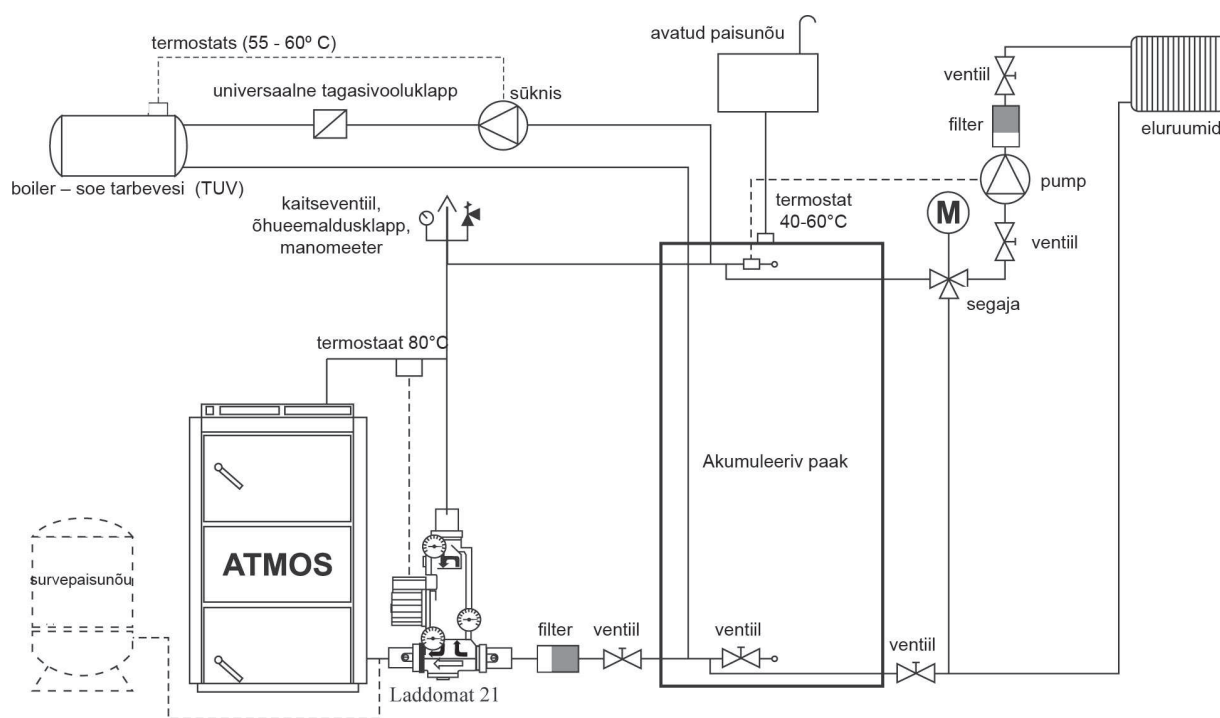 termostats (55 - 60º C)
avatud paisunõu
universaalne tagasivooluklapp
süknis
ventiil
filter
eluruumid
boiler – soe tarbevesi (TUV)
pump
kaitseventiil,
õhueemaldusklapp,
manomeeter
termostat
40-60°C
M
ventiil
segaja
termostaat 80°C
Akumuleeriv paak
ATMOS
survepaisunõu
filter
ventiil
ventiil
ventiil
Laddomat 21